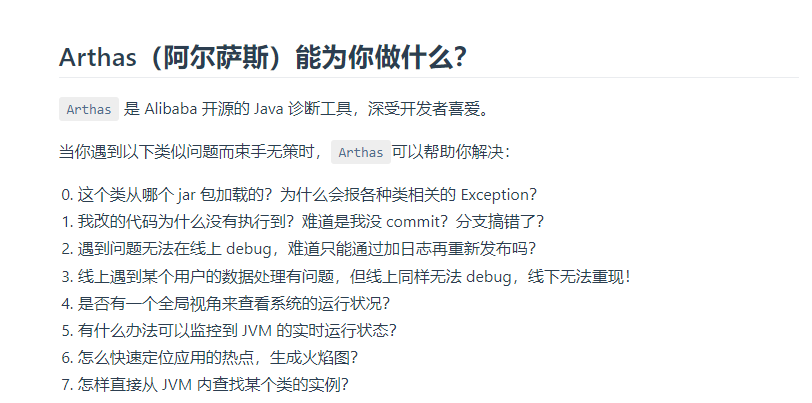 Arthas（阿尔萨斯）能为你做什么？
Arthas 是 Alibaba 开源的 Java 诊断工具，深受开发者喜爱。
当你遇到以下类似问题而束手无策时，Arthas可以帮助你解决：
0. 这个类从哪个 jar 包加载的？为什么会报各种类相关的 Exception？
1. 我改的代码为什么没有执行到？难道是我没 commit？分支搞错了？
2. 遇到问题无法在线上 debug，难道只能通过加日志再重新发布吗？
3. 线上遇到某个用户的数据处理有问题，但线上同样无法 debug，线下无法重现！
4. 是否有一个全局视角来查看系统的运行状况？
5. 有什么办法可以监控到 JVM 的实时运行状态？
6. 怎么快速定位应用的热点，生成火焰图？
7. 怎样直接从 JVM 内查找某个类的实例？